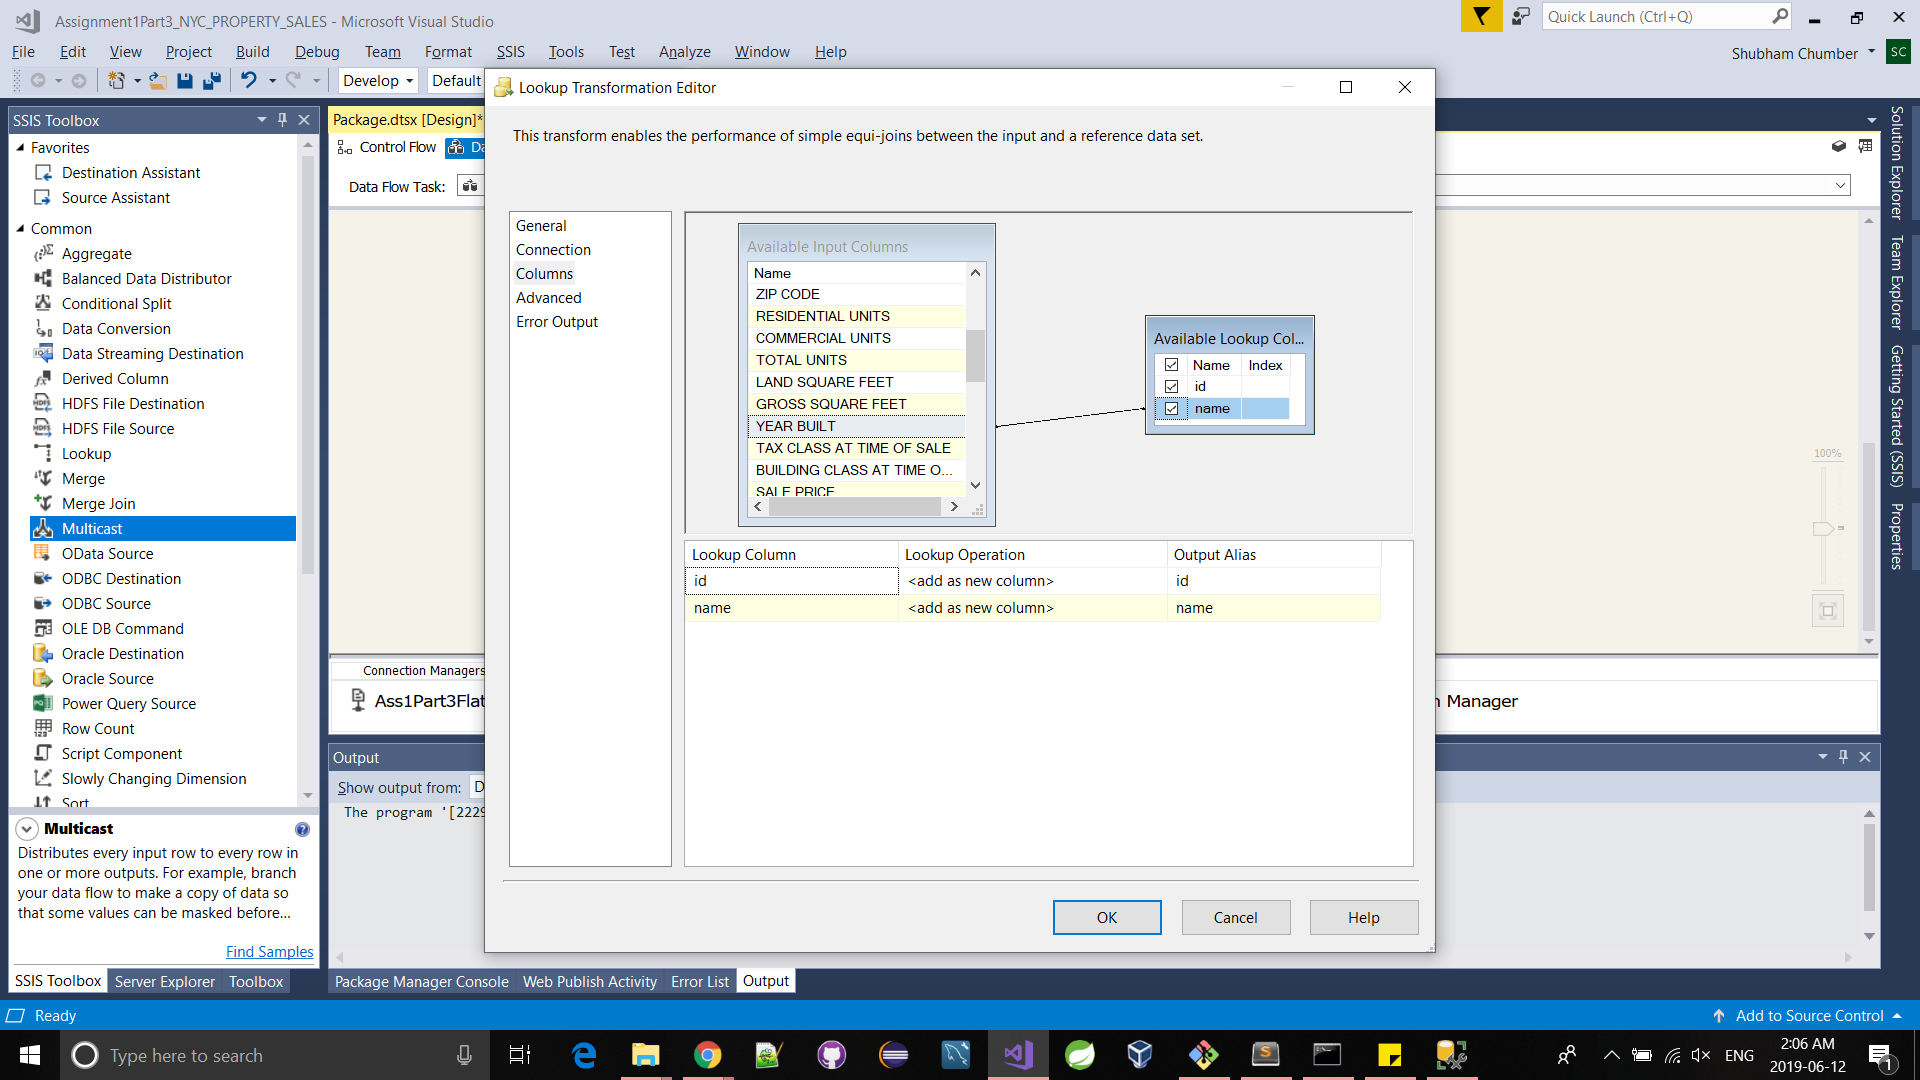 Assignment1Part3_NYC_PROPERTY_SALES - Microsoft Visual Studio
Quick Launch (Ctrl+Q)
File Edit View Project Build Debug Team Format SSIS Tools Test Analyze Window Help
Shubham Chumber SC
Develop Default
SSIS Toolbox
Favorites
Destination Assistant
Source Assistant
Common
Aggregate
Balanced Data Distributor
Conditional Split
Data Conversion
Data Streaming Destination
Derived Column
HDFS File Destination
HDFS File Source
Lookup
Merge
Merge Join
Multicast
OData Source
ODBC Destination
ODBC Source
OLE DB Command
Oracle Destination
Oracle Source
Power Query Source
Row Count
Script Component
Slowly Changing Dimension
Sort
Multicast
Distributes every input row to every row in
one or more outputs. For example, branch
your data flow to make a copy of data so
that some values can be masked before...
Find Samples
SSIS Toolbox Server Explorer Toolbox
Package.dtsx [Design]*
Control Flow Da
Data Flow Task:
Connection Managers
Ass1Part3Flat
n Manager
100%
Output
Show output from: D
The program '[2229
Package Manager Console Web Publish Activity Error List Output
Lookup Transformation Editor
This transform enables the performance of simple equi-joins between the input and a reference data set.
General
Connection
Columns
Advanced
Error Output
Available Input Columns
Name
ZIP CODE
RESIDENTIAL UNITS
COMMERCIAL UNITS
TOTAL UNITS
LAND SQUARE FEET
GROSS SQUARE FEET
YEAR BUILT
TAX CLASS AT TIME OF SALE
BUILDING CLASS AT TIME O...
SALE PRICE
Available Lookup Col...
Name Index
id
name
Lookup Column Lookup Operation Output Alias
id <add as new column> id
name <add as new column> name
OK Cancel Help
Solution Explorer
Team Explorer
Getting Started (SSIS)
Properties
Ready
Add to Source Control
Type here to search
ENG
2:06 AM
2019-06-12
1